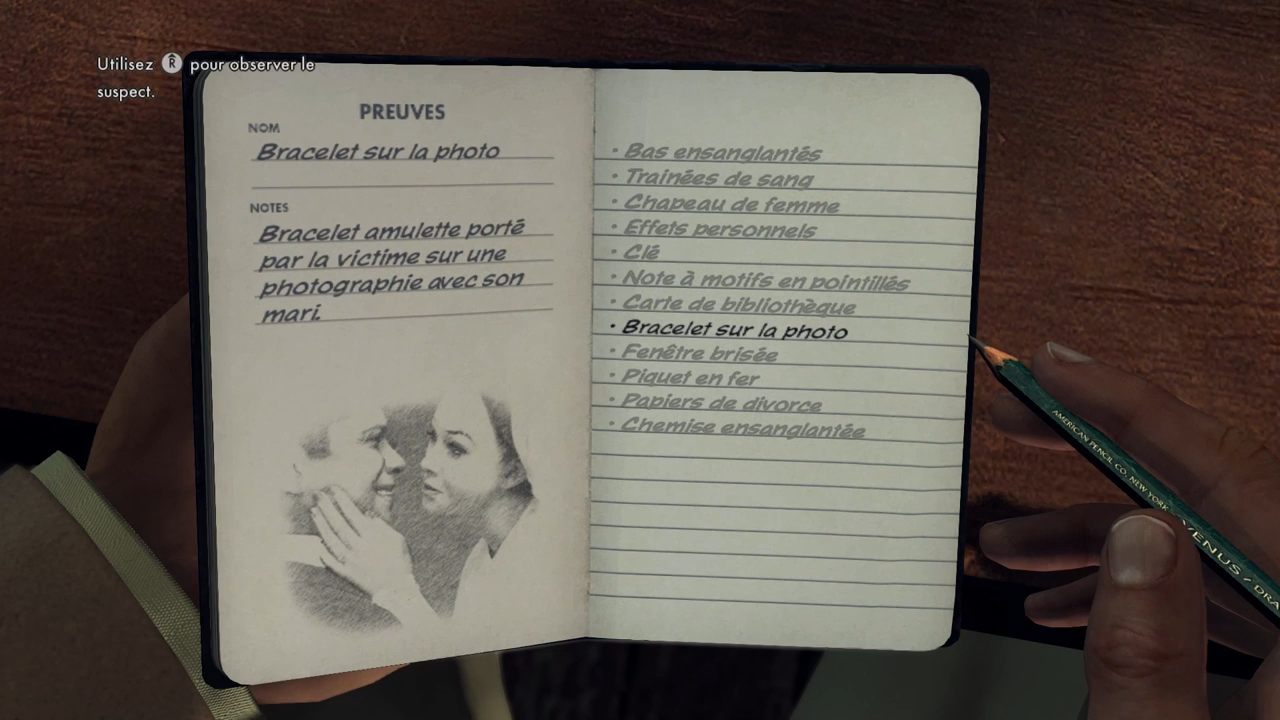 Utilisez R pour observer le
suspect.
PREUVES
NOM
Bracelet sur la photo
NOTES
Bracelet amulette porté
par la victime sur une
photographie avec son
mari.
• Bas ensanglantés
• Trainées de sang
• Chapeau de femme
• Effets personnels
• Clé
• Note à motifs en pointillés
• Carte de bibliothèque
• Bracelet sur la photo
• Fenêtre brisée
• Piquet en fer
• Papiers de divorce
• Chemise ensanglantée
AMERICAN PENCIL CO. NEW YORK VENUS / DRA